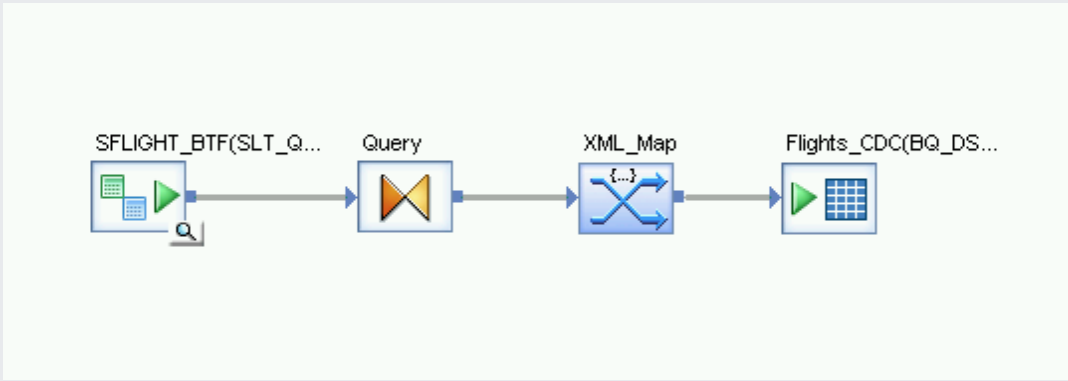 SFLIGHT_BTF(SLT_Q...
Query
XML_Map
Flights_CDC(BQ_DS...
{...}